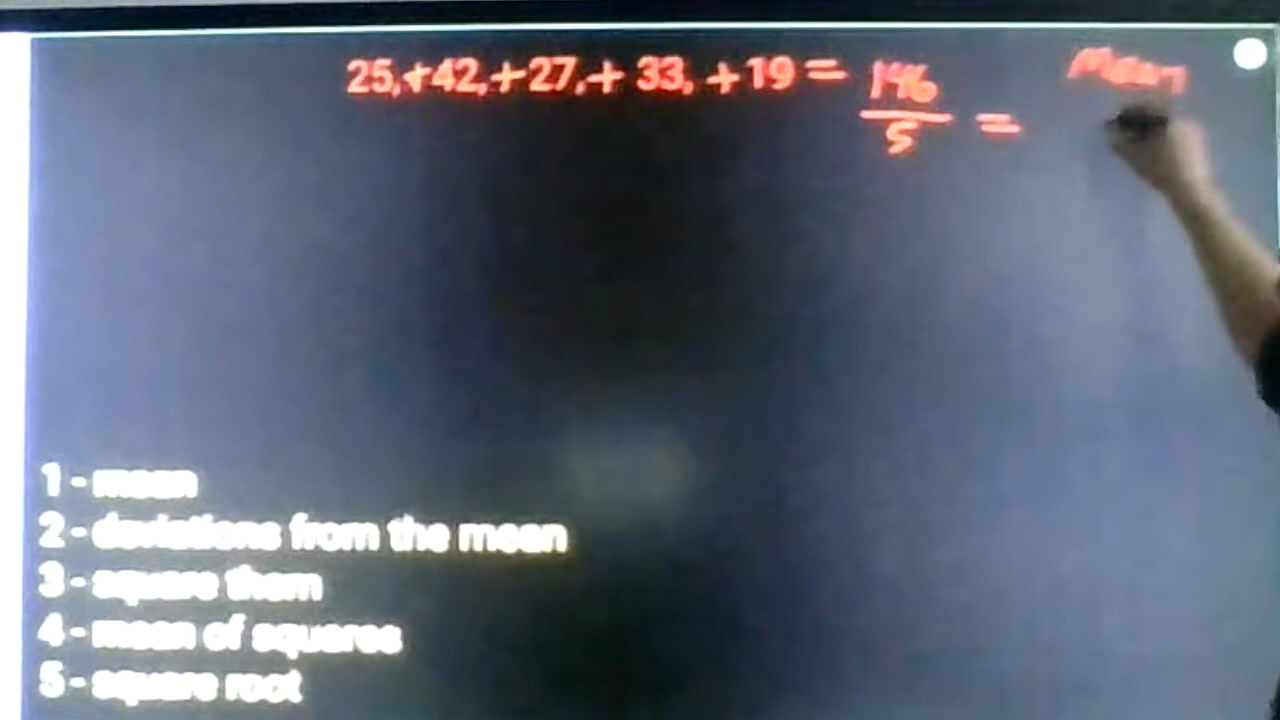 25,+42,+27,+ 33, +19 = 146
5 =
Mean
1 - mean
2 - deviations from the mean
3 - square them
4 - mean of squares
5 - square root